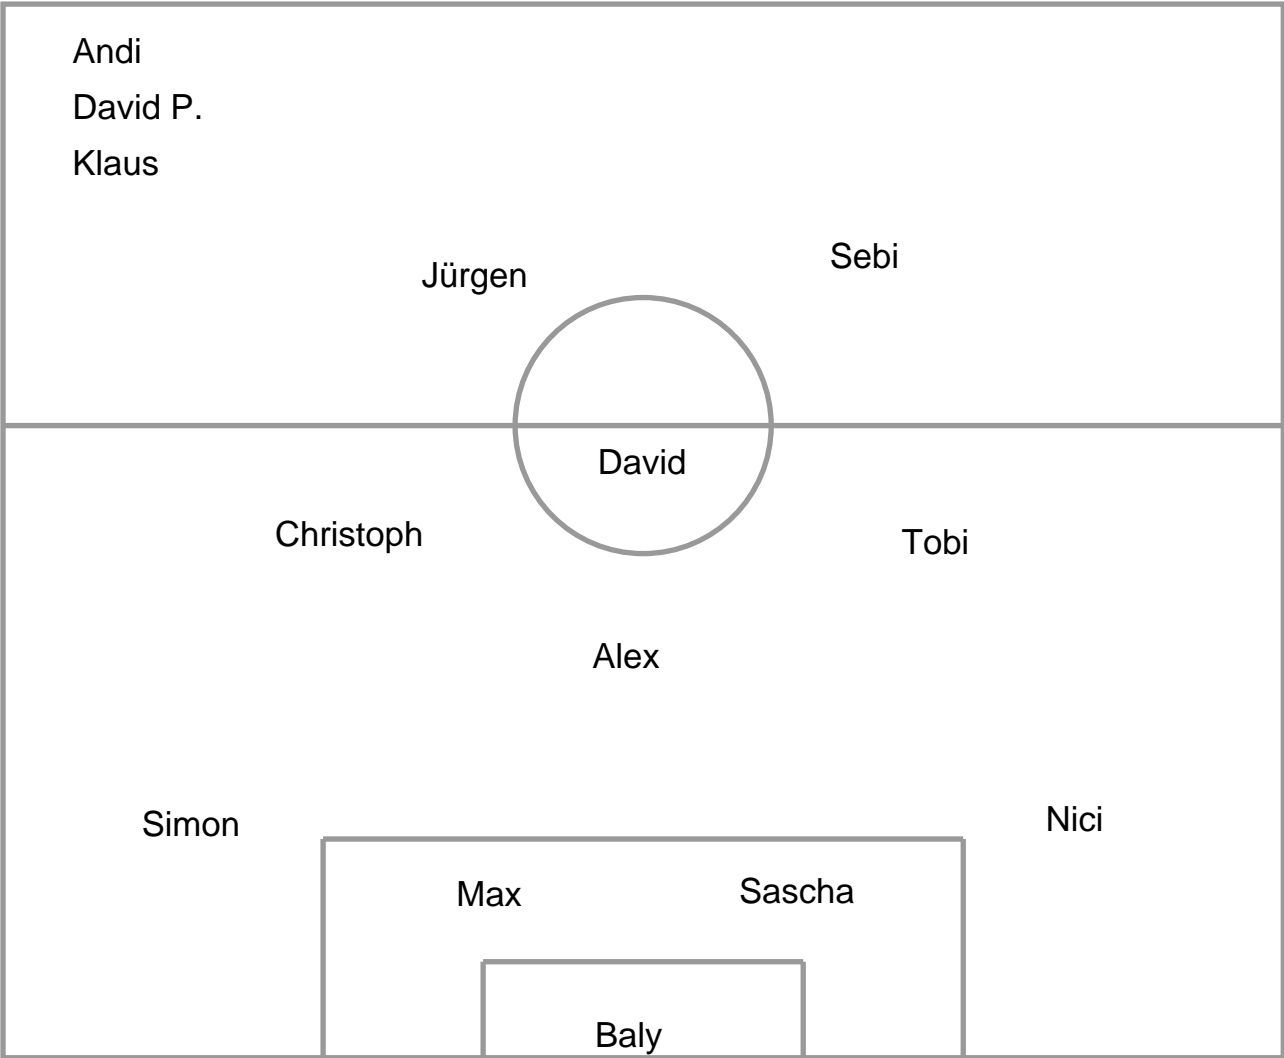 Andi
David P.
Klaus
Sebi
Jürgen
David
Christoph
Tobi
Alex
Simon
Nici
Max
Sascha
Baly